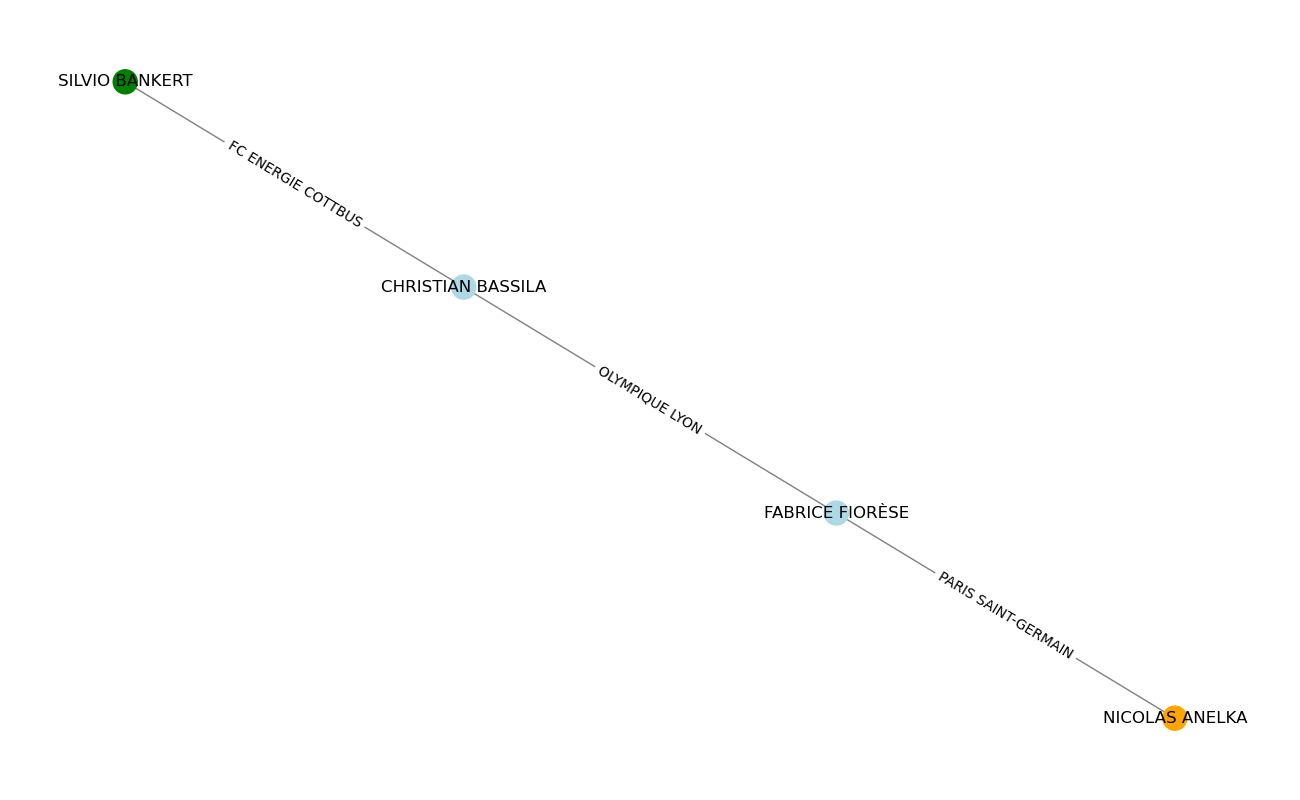 SILVIO BANKERT
FC ENERGIE COTTBUS
CHRISTIAN BASSILA
OLYMPIQUE LYON
FABRICE FIORÈSE
PARIS SAINT-GERMAIN
NICOLAS ANELKA